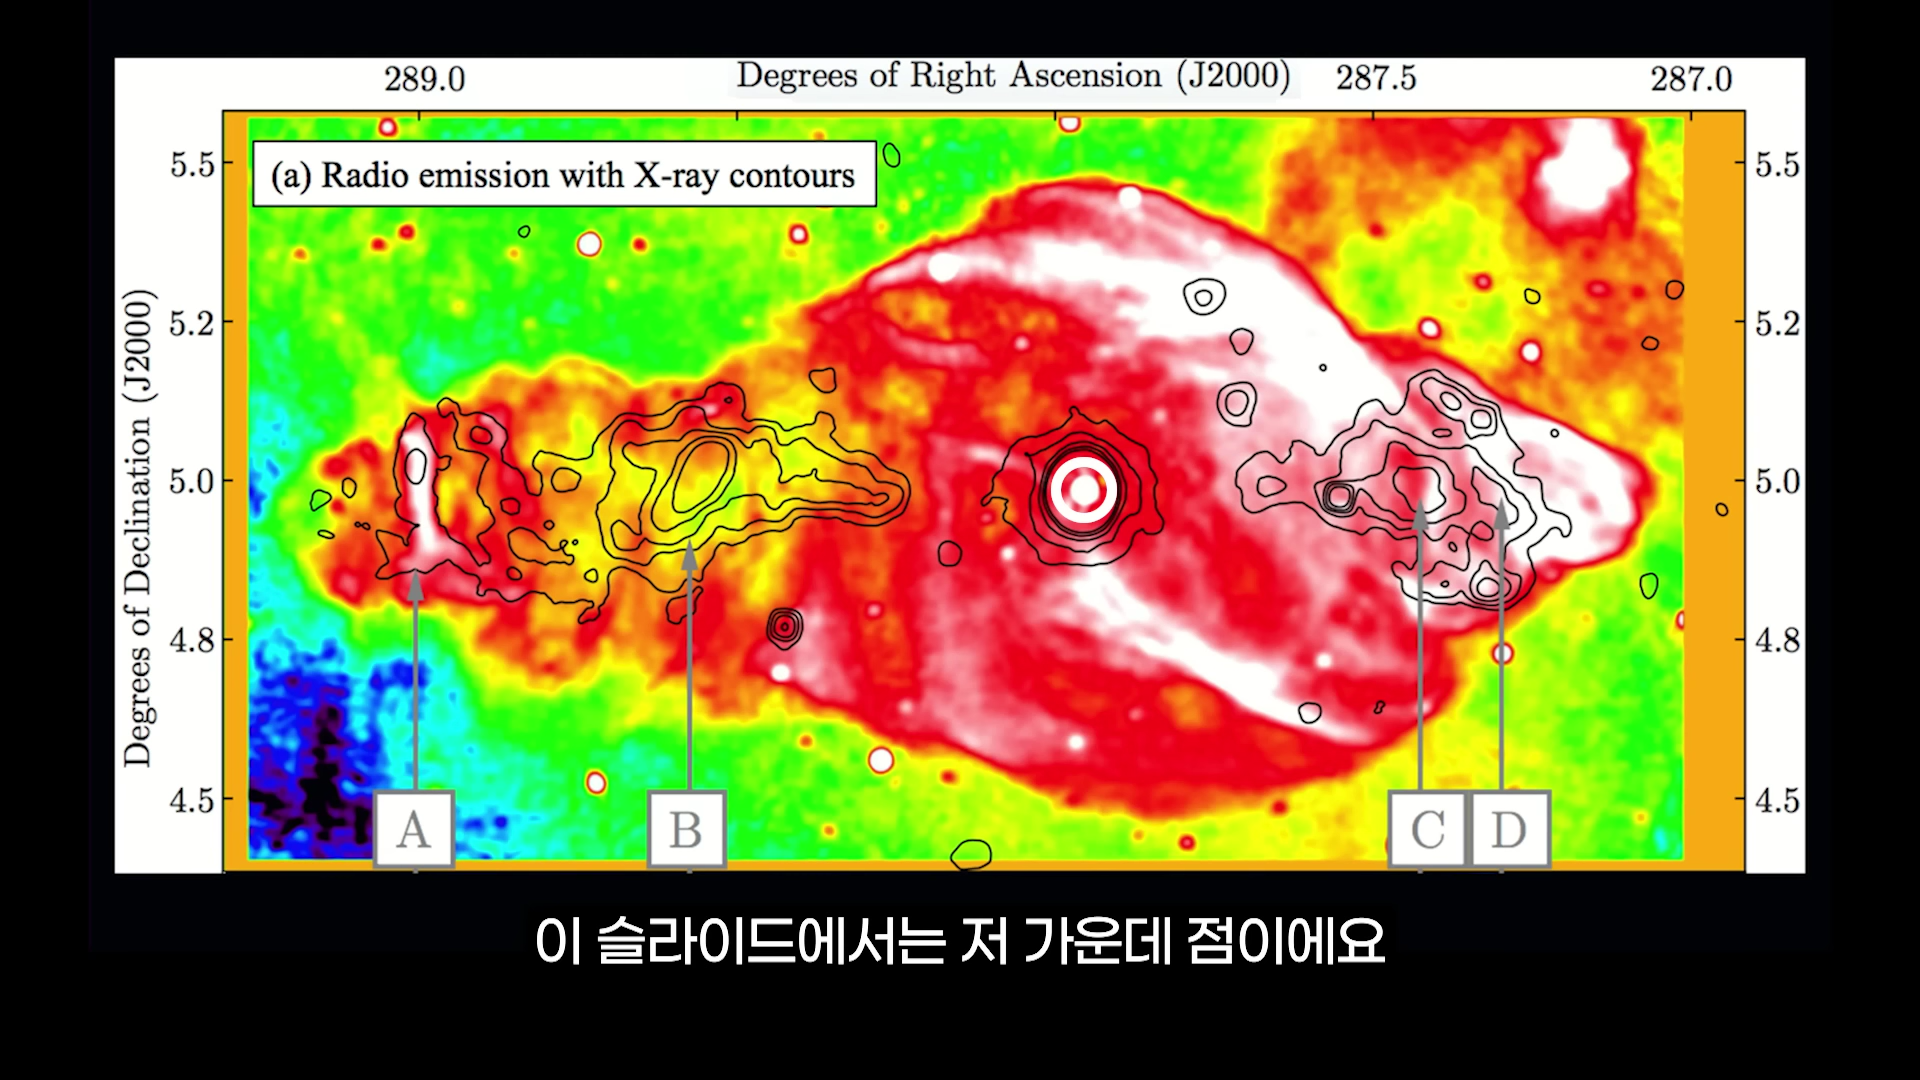 289.0 Degrees of Right Ascension (J2000) 287.5 287.0
(a) Radio emission with X-ray contours
Degrees of Declination (J2000)
5.5 5.5
5.2 5.2
5.0 5.0
4.8 4.8
4.5 4.5
A B C D
이 슬라이드에서는 저 가운데 점이에요